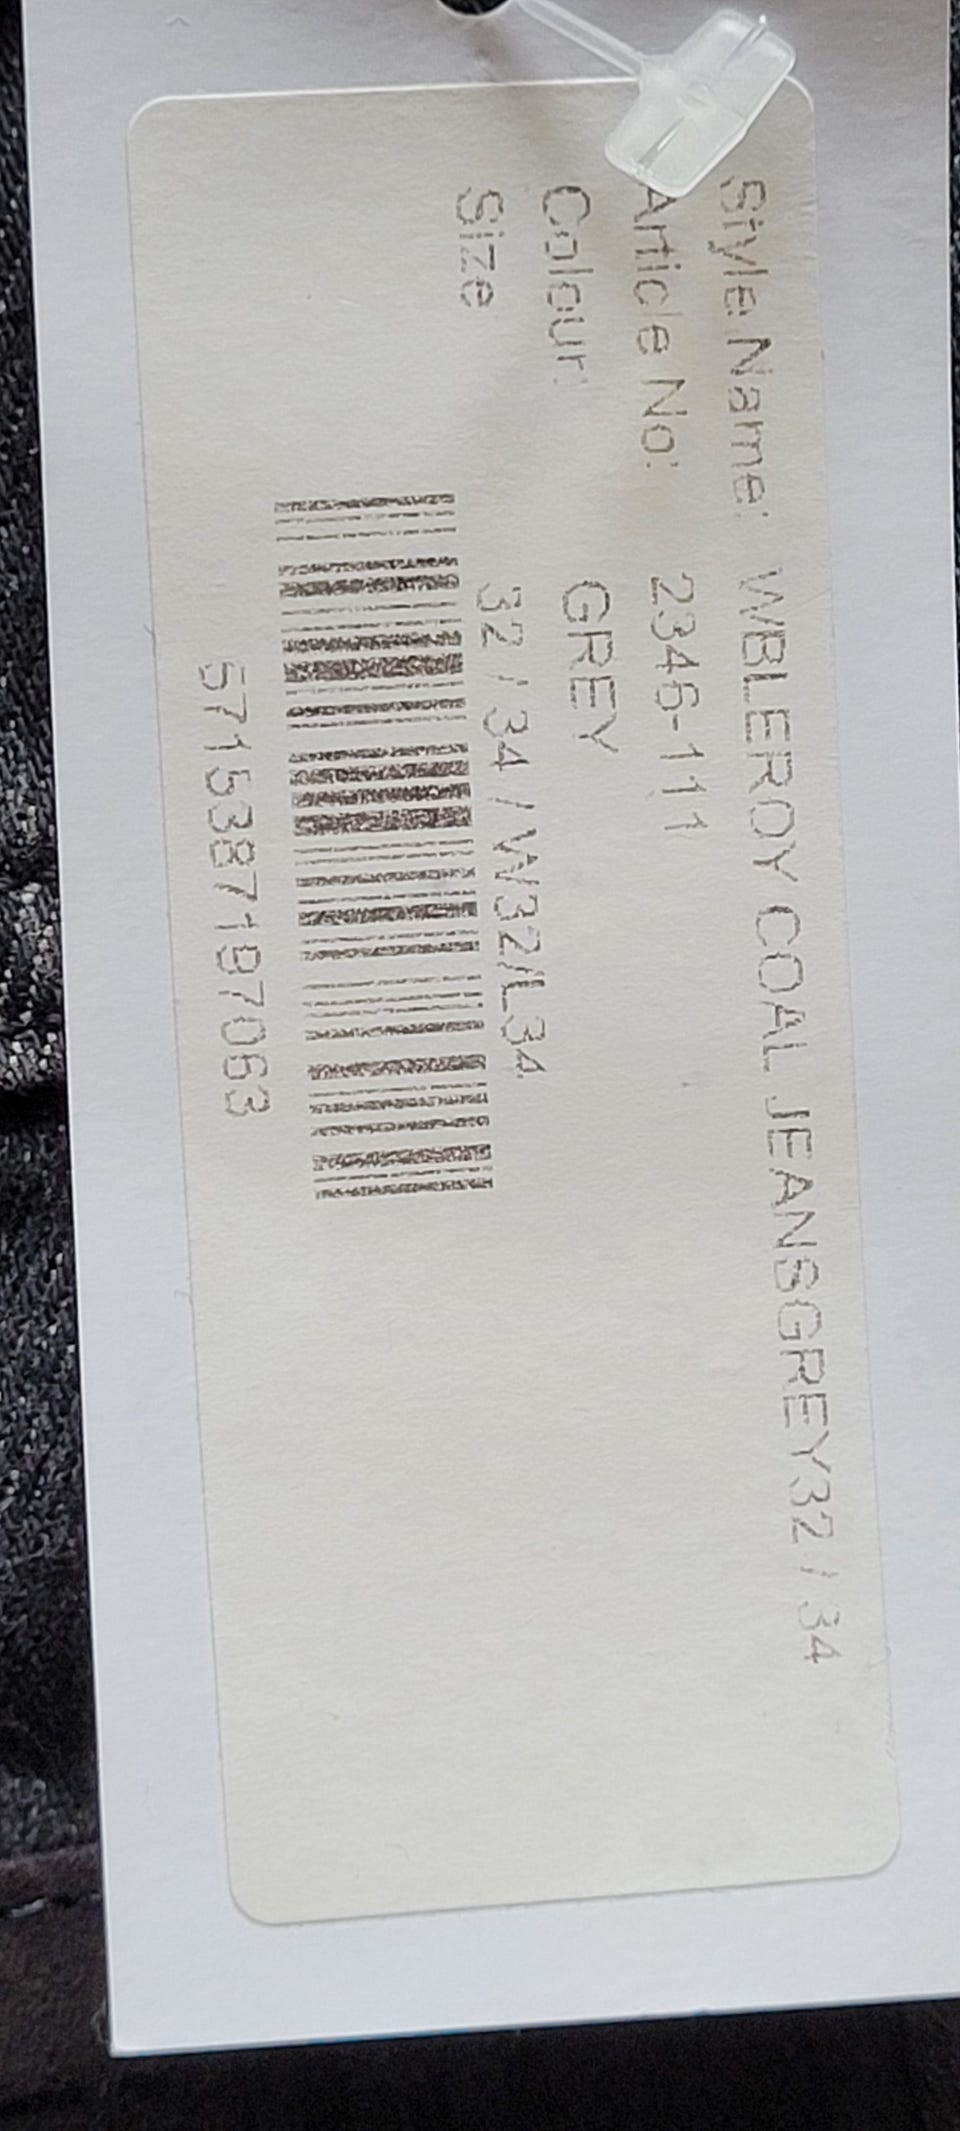 Style Name: WBLEROY COAL JEANSGREY32 / 34
Article No: 2346-111
Colour: GREY
Size 32 / 34 / W32/L34
5715387197063